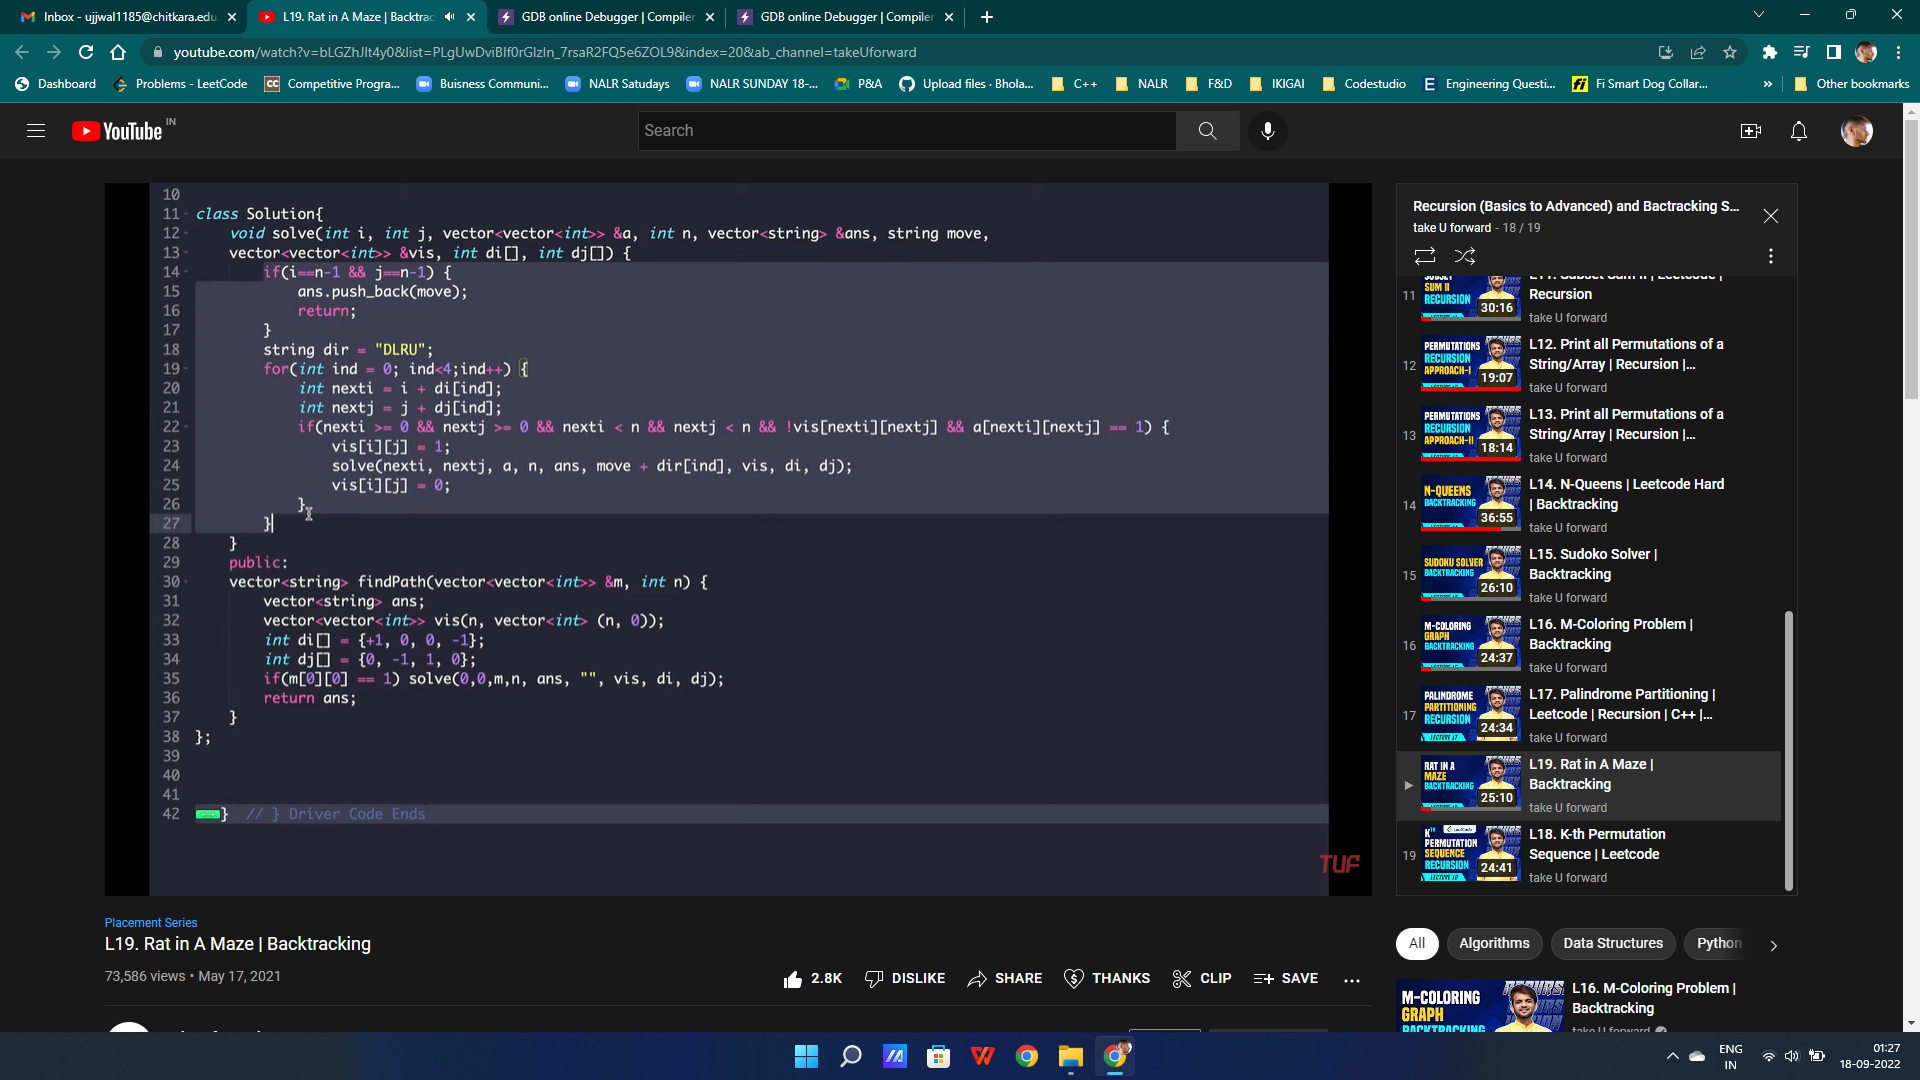 Inbox - ujjwal1185@chitkara.edu.
L19. Rat in A Maze | Backtrac
GDB online Debugger | Compiler
GDB online Debugger | Compiler
youtube.com/watch?v=bLGZhJlt4y0&list=PLgUwDviBIf0rGlzIn_7rsaR2FQ5e6ZOL9&index=20&ab_channel=takeUforward
Dashboard
Problems - LeetCode
CC Competitive Progra...
Buisness Communi...
NALR Satudays
NALR SUNDAY 18-...
P&A
Upload files · Bhola...
C++
NALR
F&D
IKIGAI
Codestudio
E Engineering Questi...
fi Fi Smart Dog Collar...
»
Other bookmarks
YouTube IN
Search
10
11 class Solution{
12 void solve(int i, int j, vector<vector<int>> &a, int n, vector<string> &ans, string move,
13 vector<vector<int>> &vis, int di[], int dj[]) {
14 if(i==n-1 && j==n-1) {
15 ans.push_back(move);
16 return;
17 }
18 string dir = "DLRU";
19 for(int ind = 0; ind<4;ind++) {
20 int nexti = i + di[ind];
21 int nextj = j + dj[ind];
22 if(nexti >= 0 && nextj >= 0 && nexti < n && nextj < n && !vis[nexti][nextj] && a[nexti][nextj] == 1) {
23 vis[i][j] = 1;
24 solve(nexti, nextj, a, n, ans, move + dir[ind], vis, di, dj);
25 vis[i][j] = 0;
26 }
27 }
28 }
29 public:
30 vector<string> findPath(vector<vector<int>> &m, int n) {
31 vector<string> ans;
32 vector<vector<int>> vis(n, vector<int> (n, 0));
33 int di[] = {+1, 0, 0, -1};
34 int dj[] = {0, -1, 1, 0};
35 if(m[0][0] == 1) solve(0,0,m,n, ans, "", vis, di, dj);
36 return ans;
37 }
38 };
39
40
41
42 } // } Driver Code Ends
TUF
Placement Series
L19. Rat in A Maze | Backtracking
73,586 views • May 17, 2021
2.8K
DISLIKE
SHARE
THANKS
CLIP
SAVE
Recursion (Basics to Advanced) and Bactracking S...
take U forward - 18 / 19
11
SUM II
RECURSION
30:16
L11. Subset Sum II | Leetcode |
Recursion
take U forward
12
PERMUTATIONS
RECURSION
APPROACH-I
19:07
L12. Print all Permutations of a
String/Array | Recursion |...
take U forward
13
PERMUTATIONS
RECURSION
APPROACH-II
18:14
L13. Print all Permutations of a
String/Array | Recursion |...
take U forward
14
N-QUEENS
BACKTRACKING
36:55
L14. N-Queens | Leetcode Hard
| Backtracking
take U forward
15
SUDOKU SOLVER
BACKTRACKING
26:10
L15. Sudoko Solver |
Backtracking
take U forward
16
M-COLORING
GRAPH
BACKTRACKING
24:37
L16. M-Coloring Problem |
Backtracking
take U forward
17
PALINDROME
PARTITIONING
RECURSION
LECTURE 17
24:34
L17. Palindrome Partitioning |
Leetcode | Recursion | C++ |...
take U forward
RAT IN A
MAZE
BACKTRACKING
25:10
L19. Rat in A Maze |
Backtracking
take U forward
19
KTH
PERMUTATION
SEQUENCE
RECURSION
24:41
L18. K-th Permutation
Sequence | Leetcode
take U forward
All
Algorithms
Data Structures
Python
M-COLORING
GRAPH
BACKTRACKING
L16. M-Coloring Problem |
Backtracking
take U forward
ENG
IN
01:27
18-09-2022